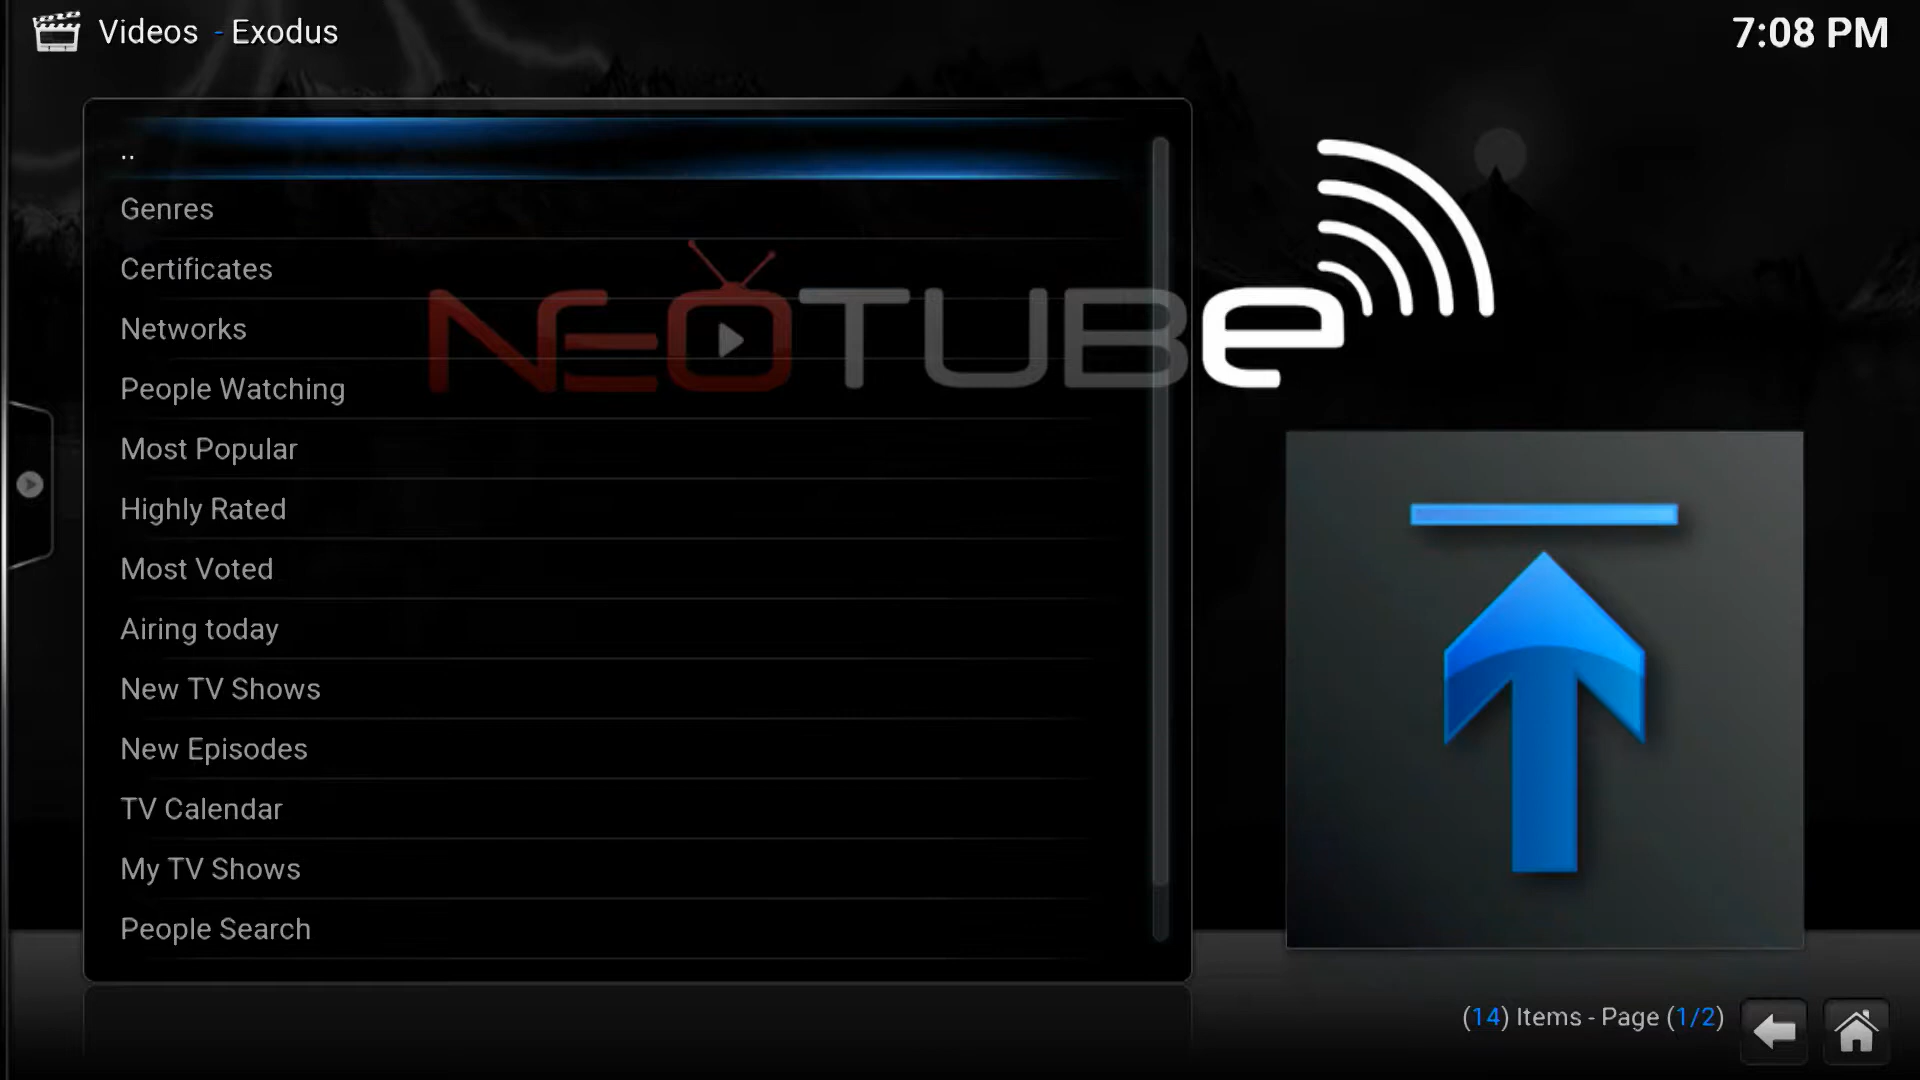 Videos - Exodus
7:08 PM
..
Genres
Certificates
Networks
People Watching
Most Popular
Highly Rated
Most Voted
Airing today
New TV Shows
New Episodes
TV Calendar
My TV Shows
People Search
NEOTUBe
(14) Items - Page (1/2)